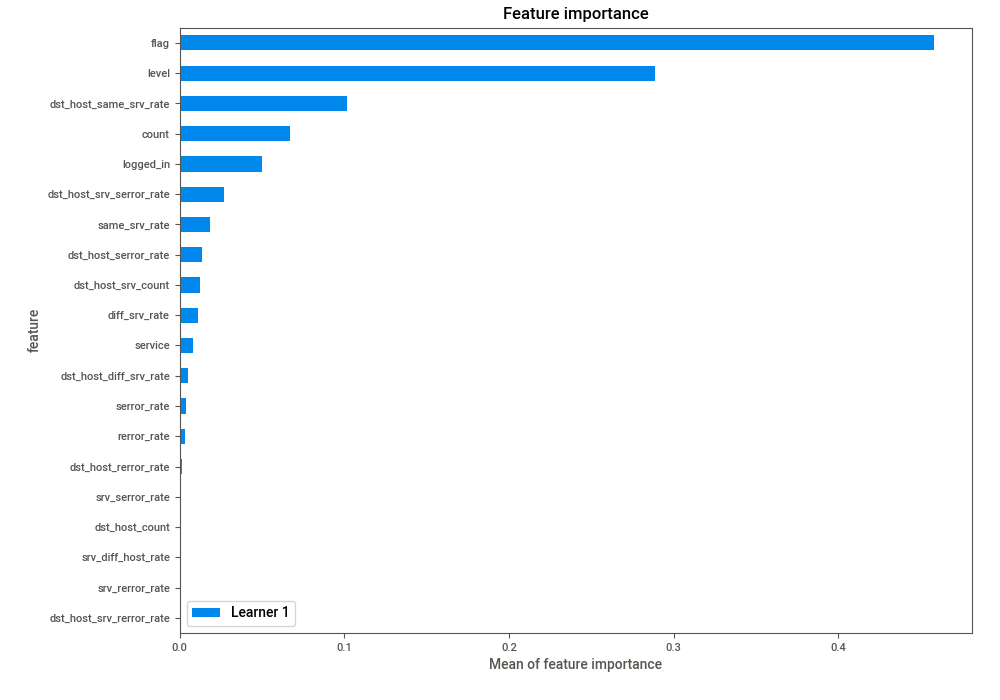 Feature importance
flag
level
dst_host_same_srv_rate
count
logged_in
dst_host_srv_serror_rate
same_srv_rate
dst_host_serror_rate
dst_host_srv_count
diff_srv_rate
service
dst_host_diff_srv_rate
serror_rate
rerror_rate
dst_host_rerror_rate
srv_serror_rate
dst_host_count
srv_diff_host_rate
srv_rerror_rate
dst_host_srv_rerror_rate
feature
Learner 1
0.0 0.1 0.2 0.3 0.4
Mean of feature importance